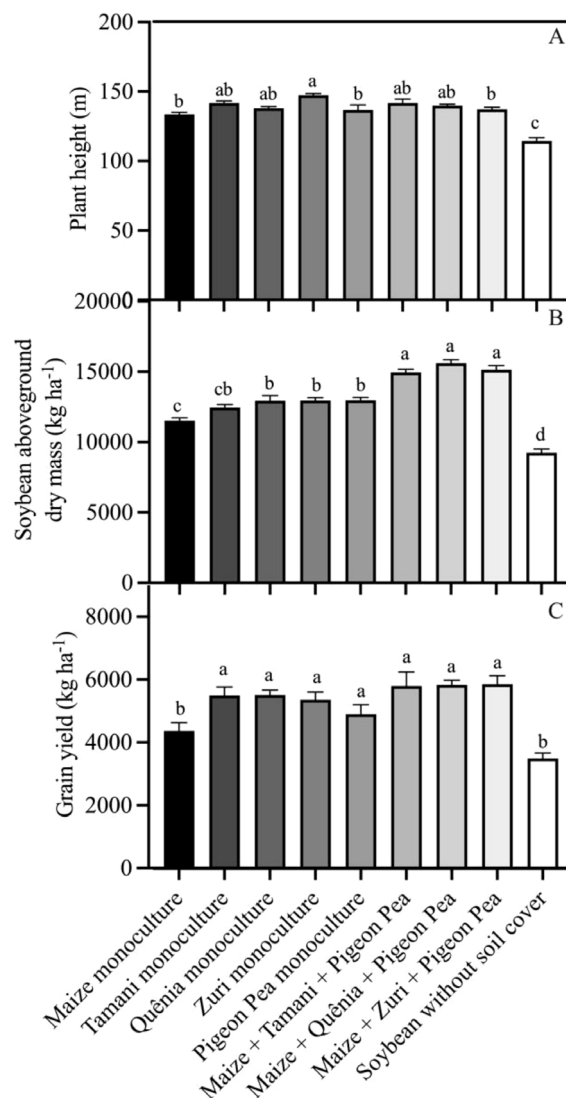 A
Plant height (m)
200
150
100
50
0
b
ab
ab
a
b
ab
ab
b
c
B
Soybean aboveground
dry mass (kg ha-1)
20000
15000
10000
5000
0
c
cb
b
b
b
a
a
a
d
C
Grain yield (kg ha-1)
8000
6000
4000
2000
0
b
a
a
a
a
a
a
a
b
Maize monoculture
Tamani monoculture
Quênia monoculture
Zuri monoculture
Pigeon Pea monoculture
Maize + Tamani + Pigeon Pea
Maize + Quênia + Pigeon Pea
Maize + Zuri + Pigeon Pea
Soybean without soil cover